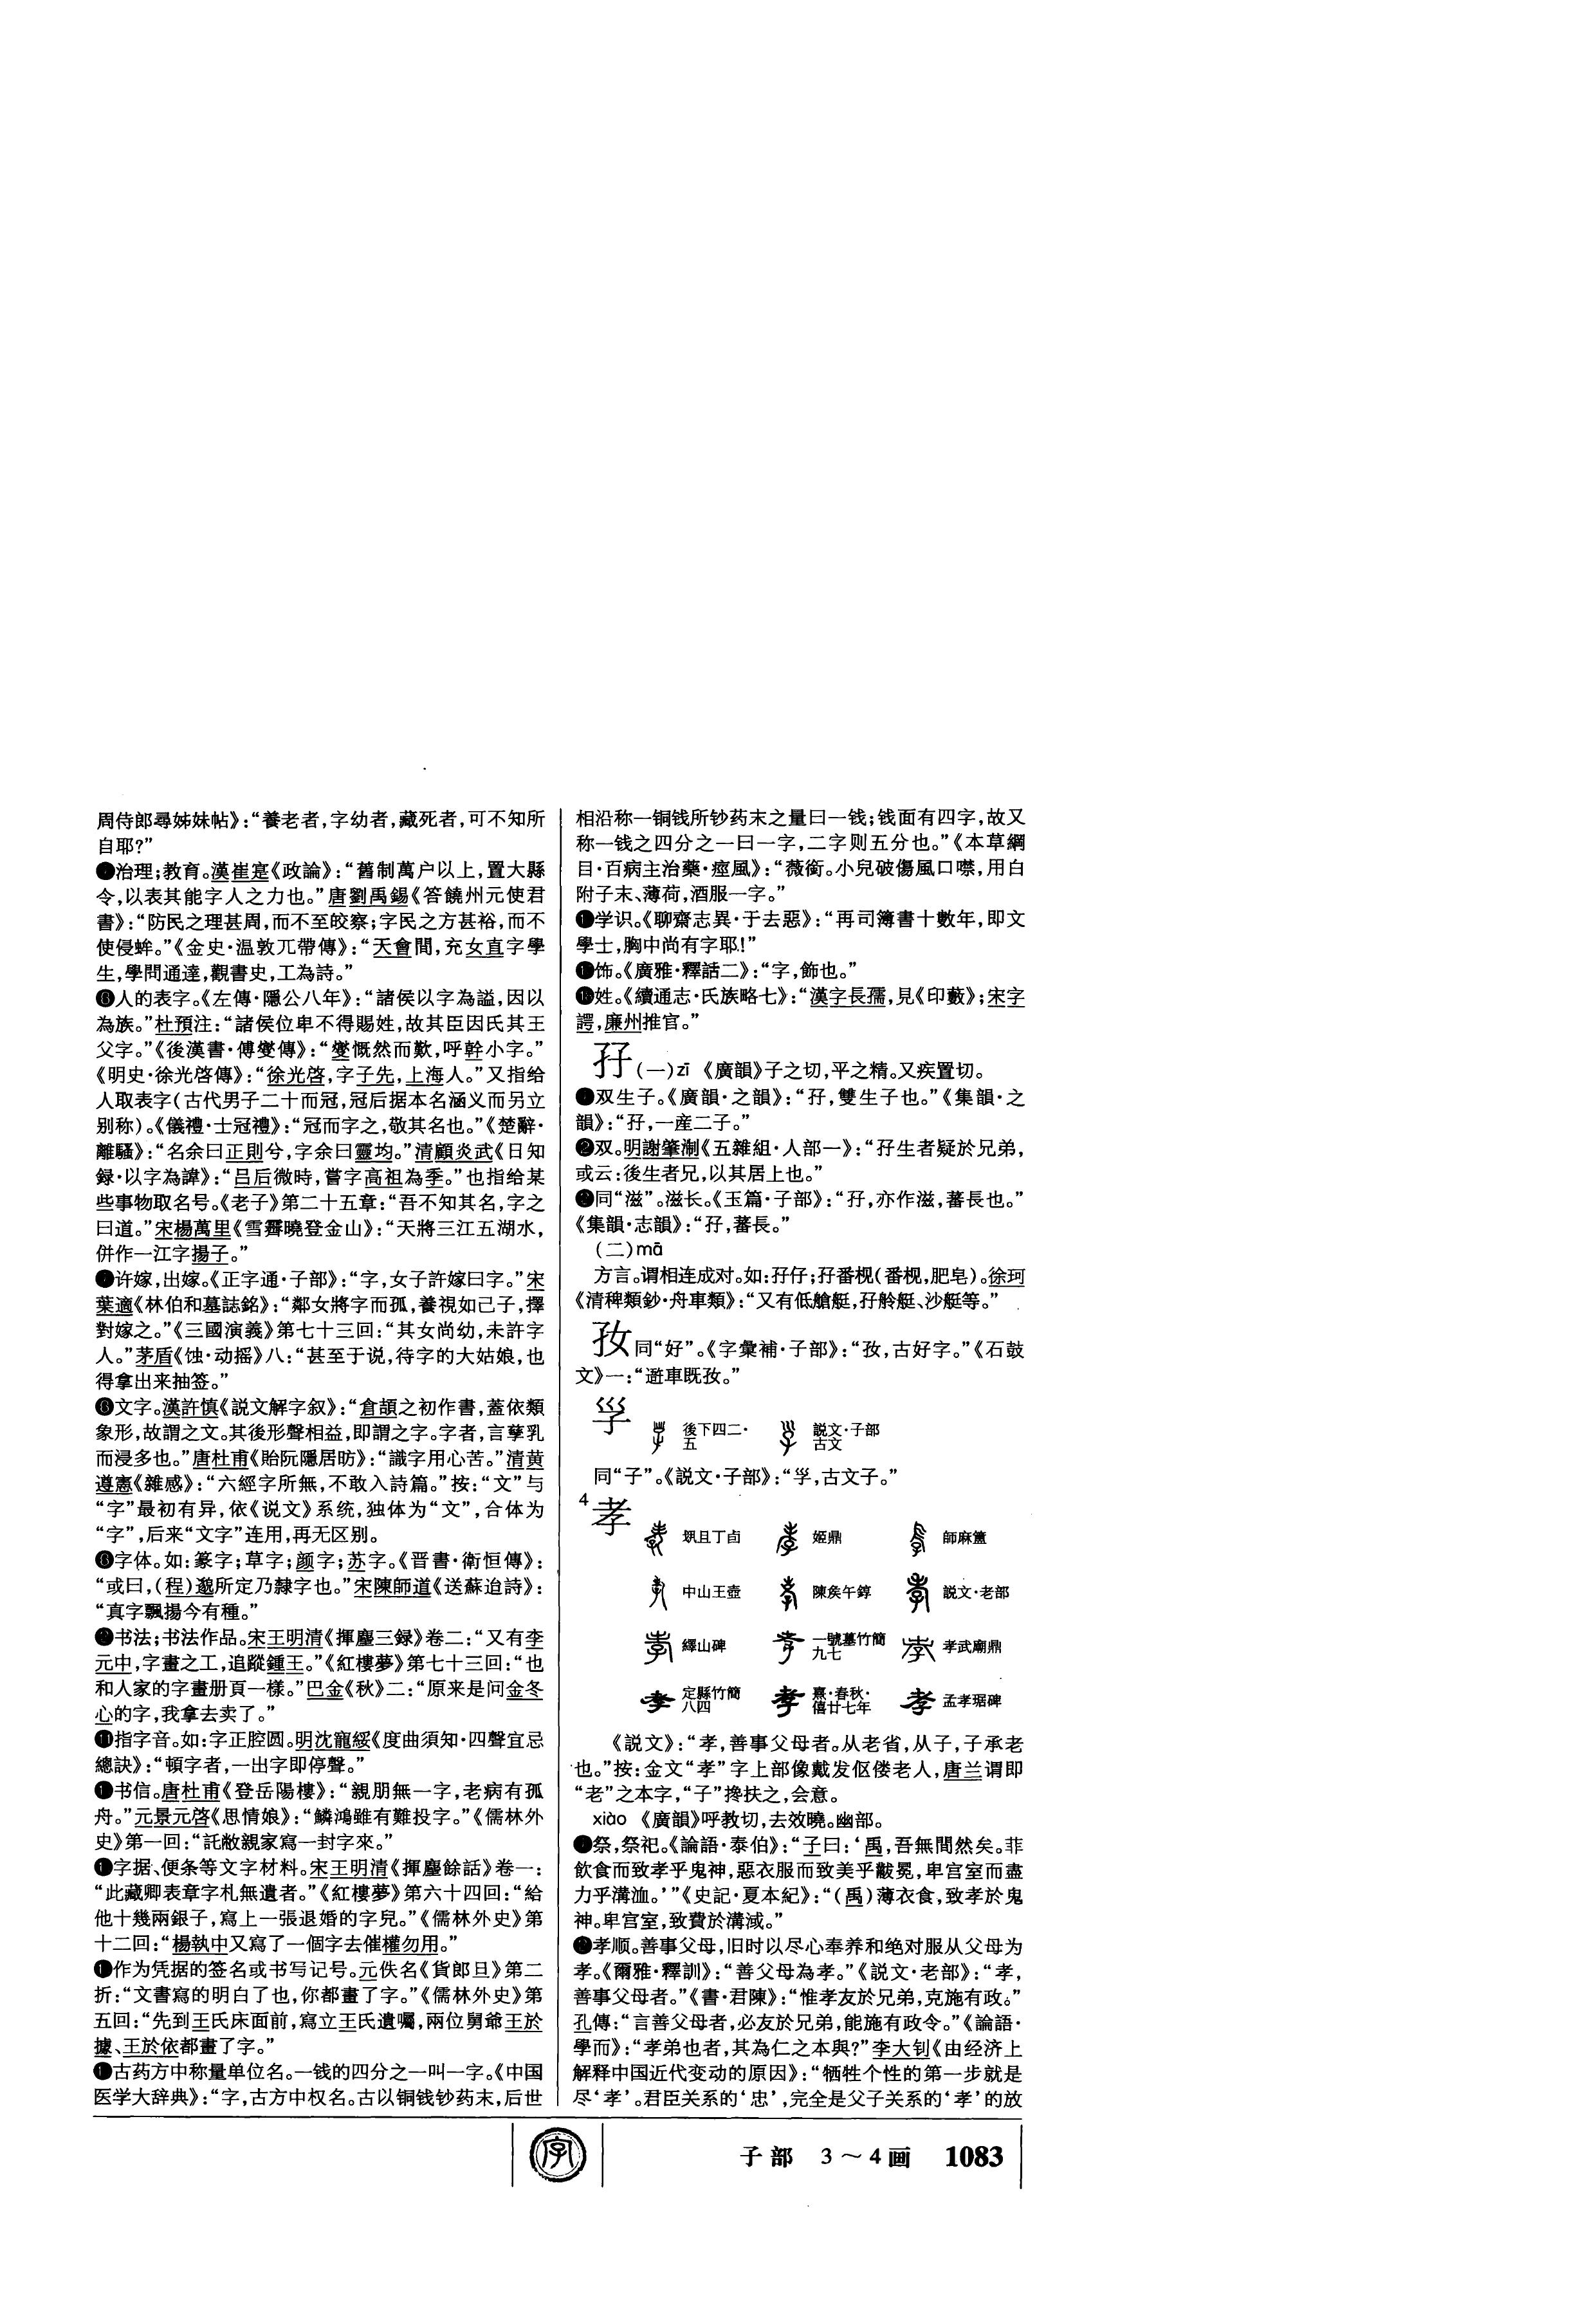 周侍郎尋姊妹帖》：“養老者，字幼者，藏死者，可不知所
自耶？”
治理；教育。漢崔寔《政論》：“舊制萬户以上，置大縣
令，以表其能字人之力也。”唐劉禹錫《答饒州元使君
書》：“防民之理甚周，而不至皎察；字民之方甚裕，而不
使侵蛑。”《金史·温敦兀帶傳》：“天會間，充女直字學
生，學問通達，觀書史，工為詩。”
人的表字。《左傳·隱公八年》：“諸侯以字為謚，因以
為族。”杜預注：“諸侯位卑不得賜姓，故其臣因氏其王
父字。”《後漢書·傅燮傳》：“燮慨然而歎，呼幹小字。”
《明史·徐光啓傳》：“徐光啓，字子先，上海人。”又指给
人取表字（古代男子二十而冠，冠后据本名涵义而另立
别称）。《儀禮·士冠禮》：“冠而字之，敬其名也。”《楚辭·
離騷》：“名余曰正則兮，字余曰靈均。”清顧炎武《日知
録·以字為諱》：“吕后微時，嘗字高祖為季。”也指给某
些事物取名号。《老子》第二十五章：“吾不知其名，字之
曰道。”宋楊萬里《雪霽曉登金山》：“天將三江五湖水，
併作一江字揚子。”
许嫁，出嫁。《正字通·子部》：“字，女子許嫁曰字。”宋
葉適《林伯和墓誌銘》：“鄰女將字而孤，養視如己子，擇
對嫁之。”《三國演義》第七十三回：“其女尚幼，未許字
人。”茅盾《蚀·动摇》八：“甚至于说，待字的大姑娘，也
得拿出来抽签。”
文字。漢許慎《説文解字叙》：“倉頡之初作書，蓋依類
象形，故謂之文。其後形聲相益，即謂之字。字者，言孳乳
而浸多也。”唐杜甫《貽阮隱居昉》：“識字用心苦。”清黄
遵憲《雜感》：“六經字所無，不敢入詩篇。”按：“文”与
“字”最初有异，依《说文》系统，独体为“文”，合体为
“字”，后来“文字”连用，再无区别。
字体。如：篆字；草字；颜字；苏字。《晋書·衛恒傳》：
“或曰，（程）邈所定乃隸字也。”宋陳師道《送蘇迨詩》：
“真字飄揚今有種。”
书法；书法作品。宋王明清《揮麈三録》卷二：“又有李
元中，字畫之工，追蹤鍾王。”《紅樓夢》第七十三回：“也
和人家的字畫册頁一樣。”巴金《秋》二：“原来是问金冬
心的字，我拿去卖了。”
指字音。如：字正腔圆。明沈寵綏《度曲須知·四聲宜忌
總訣》：“頓字者，一出字即停聲。”
书信。唐杜甫《登岳陽樓》：“親朋無一字，老病有孤
舟。”元景元啓《思情娘》：“鱗鴻雖有難投字。”《儒林外
史》第一回：“託敝親家寫一封字來。”
字据、便条等文字材料。宋王明清《揮麈餘話》卷一：
“此藏卿表章字札無遺者。”《紅樓夢》第六十四回：“給
他十幾兩銀子，寫上一張退婚的字兒。”《儒林外史》第
十二回：“楊執中又寫了一個字去催權勿用。”
作为凭据的签名或书写记号。元佚名《貨郎旦》第二
折：“文書寫的明白了也，你都畫了字。”《儒林外史》第
五回：“先到王氏床面前，寫立王氏遺囑，兩位舅爺王於
據、王於依都畫了字。”
古药方中称量单位名。一钱的四分之一叫一字。《中国
医学大辞典》：“字，古方中权名。古以铜钱钞药末，后世
相沿称一铜钱所钞药末之量曰一钱；钱面有四字，故又
称一钱之四分之一曰一字，二字则五分也。”《本草綱
目·百病主治藥·痙風》：“薇銜。小兒破傷風口噤，用白
附子末、薄荷，酒服一字。”
学识。《聊齋志異·于去惡》：“再司簿書十數年，即文
學士，胸中尚有字耶！”
饰。《廣雅·釋詁二》：“字，飾也。”
姓。《續通志·氏族略七》：“漢字長孺，見《印藪》；宋字
諤，廉州推官。”
孖（一）zī 《廣韻》子之切，平之精。又疾置切。
双生子。《廣韻·之韻》：“孖，雙生子也。”《集韻·之
韻》：“孖，一産二子。”
❷双。明謝肇淛《五雜組·人部一》：“孖生者疑於兄弟，
或云：後生者兄，以其居上也。”
同“滋”。滋长。《玉篇·子部》：“孖，亦作滋，蕃長也。”
《集韻·志韻》：“孖，蕃長。”
（二）mā
方言。谓相连成对。如：孖仔；孖番枧（番枧，肥皂）。徐珂
《清稗類鈔·舟車類》：“又有低艙艇，孖舲艇、沙艇等。”
孜同“好”。《字彙補·子部》：“孜，古好字。”《石鼓
文》一：“避車既孜。”
㜽 後下四二·五 説文·子部古文
同“子”。《説文·子部》：“㜽，古文子。”
4 孝
且丁卣 姬鼎 師麻簠
中山王壺 陳矦午錞 説文·老部
繹山碑 一號墓竹簡九七 孝武廟鼎
定縣竹簡八四 熹·春秋·僖廿七年 孟孝琚碑
《説文》：“孝，善事父母者。从老省，从子，子承老
也。”按：金文“孝”字上部像戴发伛偻老人，唐兰谓即
“老”之本字，“子”搀扶之，会意。
xiào 《廣韻》呼教切，去效曉。幽部。
祭，祭祀。《論語·泰伯》：“子曰：‘禹，吾無間然矣。菲
飲食而致孝乎鬼神，惡衣服而致美乎黻冕，卑宫室而盡
力乎溝洫。’”《史記·夏本紀》：“（禹）薄衣食，致孝於鬼
神。卑宫室，致費於溝淢。”
孝顺。善事父母，旧时以尽心奉养和绝对服从父母为
孝。《爾雅·釋訓》：“善父母為孝。”《説文·老部》：“孝，
善事父母者。”《書·君陳》：“惟孝友於兄弟，克施有政。”
孔傳：“言善父母者，必友於兄弟，能施有政令。”《論語·
學而》：“孝弟也者，其為仁之本與？”李大钊《由经济上
解释中国近代变动的原因》：“牺牲个性的第一步就是
尽‘孝’。君臣关系的‘忠’，完全是父子关系的‘孝’的放
字
子部 3～4画 1083